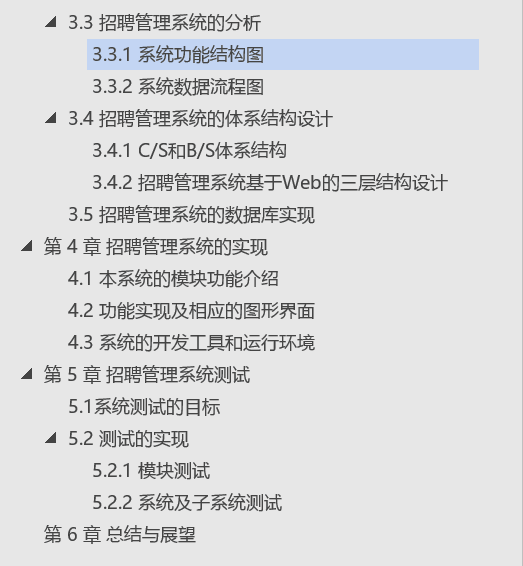 3.3 招聘管理系统的分析
3.3.1 系统功能结构图
3.3.2 系统数据流程图
3.4 招聘管理系统的体系结构设计
3.4.1 C/S和B/S体系结构
3.4.2 招聘管理系统基于Web的三层结构设计
3.5 招聘管理系统的数据库实现
第 4 章 招聘管理系统的实现
4.1 本系统的模块功能介绍
4.2 功能实现及相应的图形界面
4.3 系统的开发工具和运行环境
第 5 章 招聘管理系统测试
5.1系统测试的目标
5.2 测试的实现
5.2.1 模块测试
5.2.2 系统及子系统测试
第 6 章 总结与展望